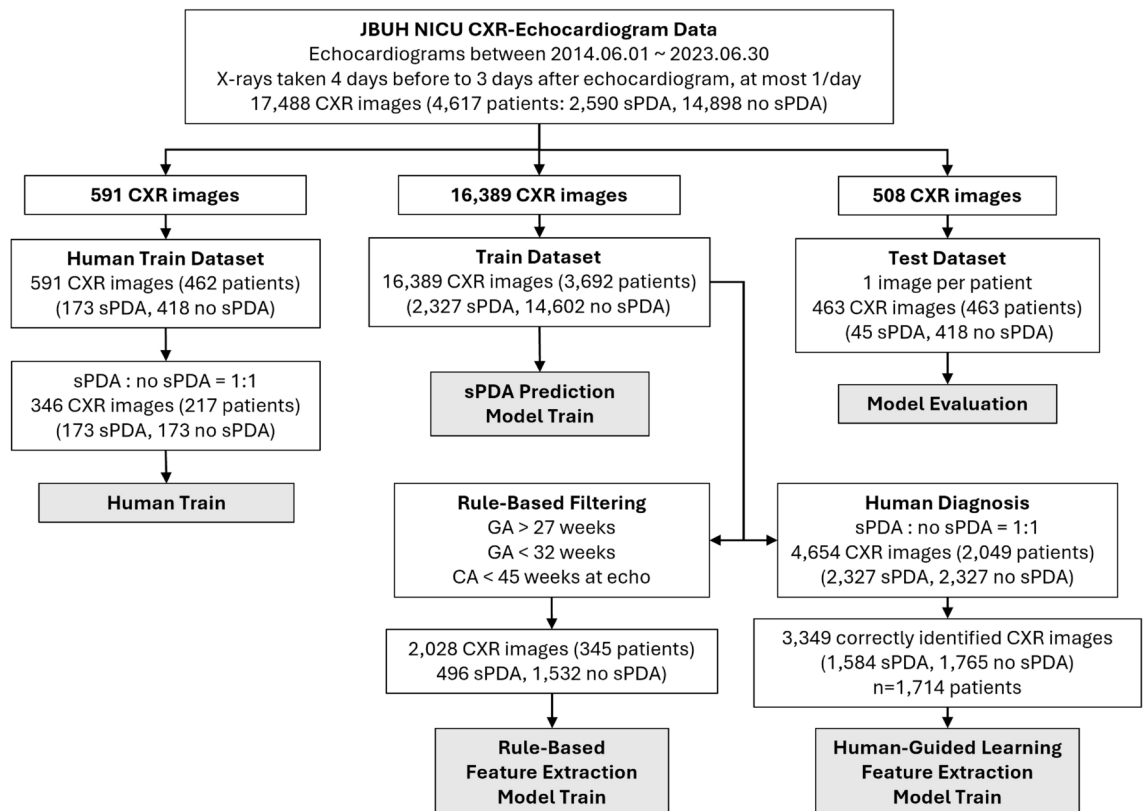 JBUH NICU CXR-Echocardiogram Data
Echocardiograms between 2014.06.01 ~ 2023.06.30
X-rays taken 4 days before to 3 days after echocardiogram, at most 1/day
17,488 CXR images (4,617 patients: 2,590 sPDA, 14,898 no sPDA)
591 CXR images
16,389 CXR images
508 CXR images
Human Train Dataset
591 CXR images (462 patients)
(173 sPDA, 418 no sPDA)
Train Dataset
16,389 CXR images (3,692 patients)
(2,327 sPDA, 14,602 no sPDA)
Test Dataset
1 image per patient
463 CXR images (463 patients)
(45 sPDA, 418 no sPDA)
sPDA : no sPDA = 1:1
346 CXR images (217 patients)
(173 sPDA, 173 no sPDA)
sPDA Prediction
Model Train
Model Evaluation
Human Train
Rule-Based Filtering
GA > 27 weeks
GA < 32 weeks
CA < 45 weeks at echo
Human Diagnosis
sPDA : no sPDA = 1:1
4,654 CXR images (2,049 patients)
(2,327 sPDA, 2,327 no sPDA)
2,028 CXR images (345 patients)
496 sPDA, 1,532 no sPDA)
3,349 correctly identified CXR images
(1,584 sPDA, 1,765 no sPDA)
n=1,714 patients
Rule-Based
Feature Extraction
Model Train
Human-Guided Learning
Feature Extraction
Model Train